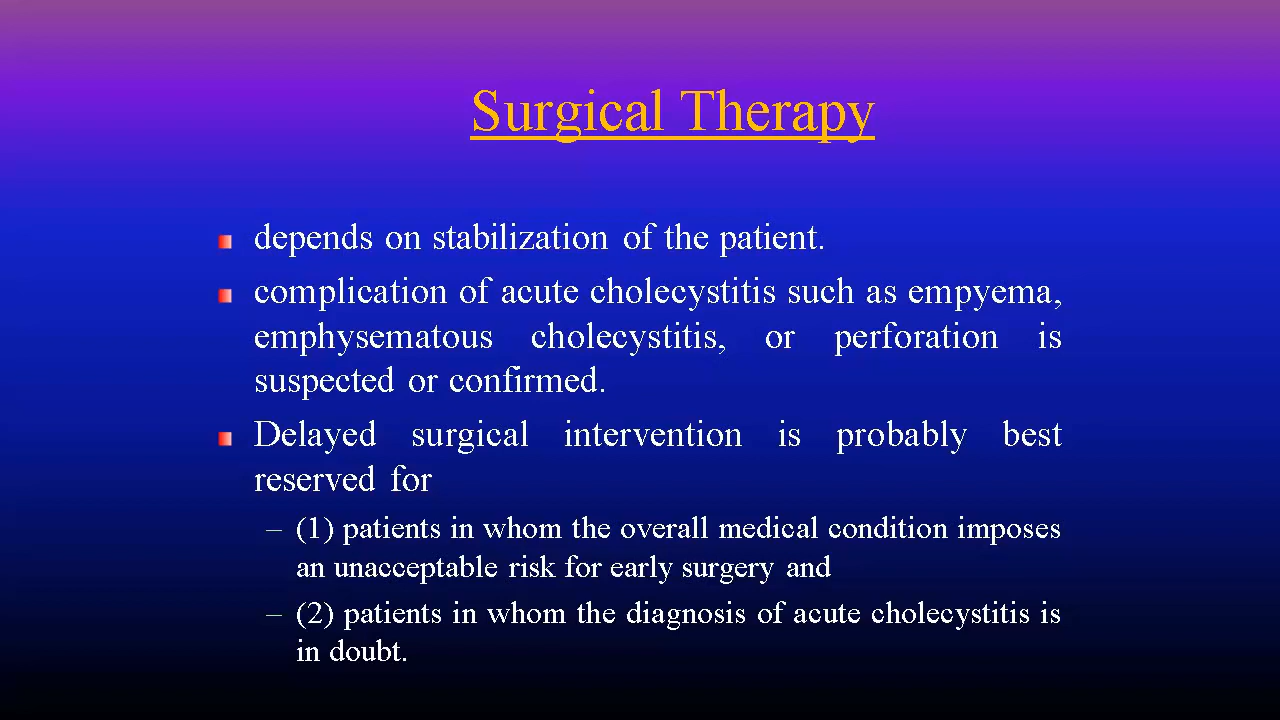 Surgical Therapy
depends on stabilization of the patient.
complication of acute cholecystitis such as empyema,
emphysematous cholecystitis, or perforation is
suspected or confirmed.
Delayed surgical intervention is probably best
reserved for
– (1) patients in whom the overall medical condition imposes
an unacceptable risk for early surgery and
– (2) patients in whom the diagnosis of acute cholecystitis is
in doubt.